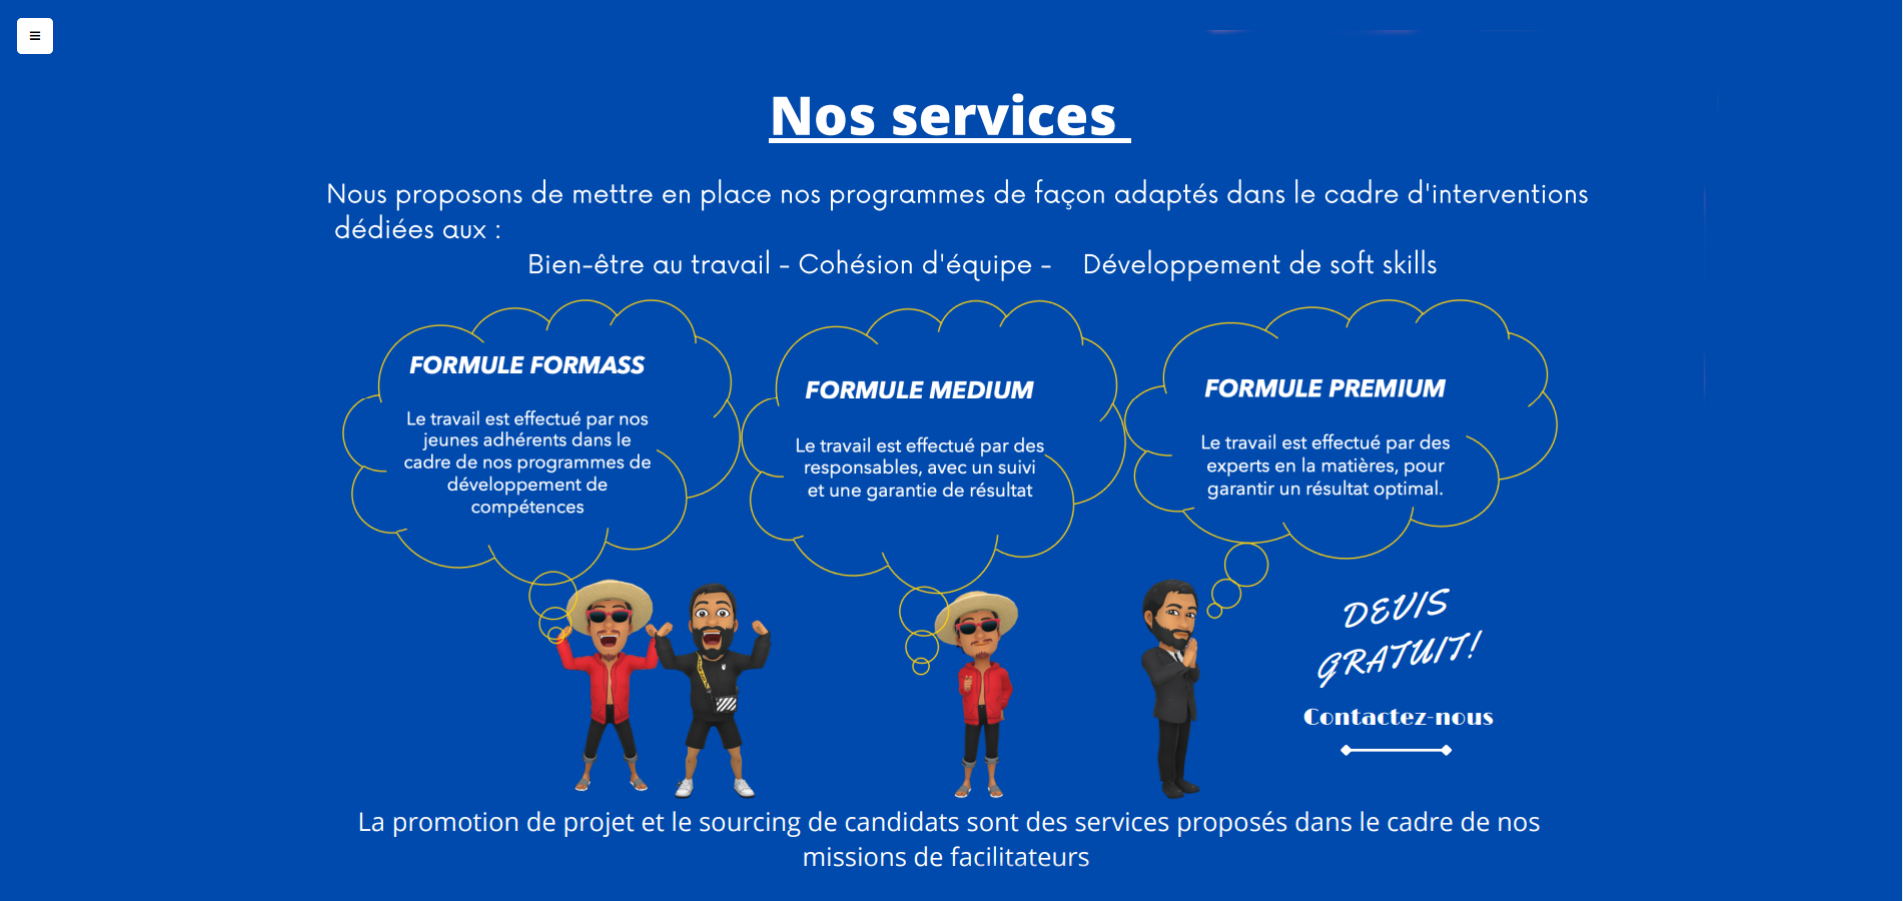 Nos services
Nous proposons de mettre en place nos programmes de façon adaptés dans le cadre d'interventions
dédiées aux :
Bien-être au travail - Cohésion d'équipe - Développement de soft skills
FORMULE FORMASS
Le travail est effectué par nos
jeunes adhérents dans le
cadre de nos programmes de
développement de
compétences
FORMULE MEDIUM
Le travail est effectué par des
responsables, avec un suivi
et une garantie de résultat
FORMULE PREMIUM
Le travail est effectué par des
experts en la matières, pour
garantir un résultat optimal.
DEVIS
GRATUIT!
Contactez-nous
La promotion de projet et le sourcing de candidats sont des services proposés dans le cadre de nos
missions de facilitateurs